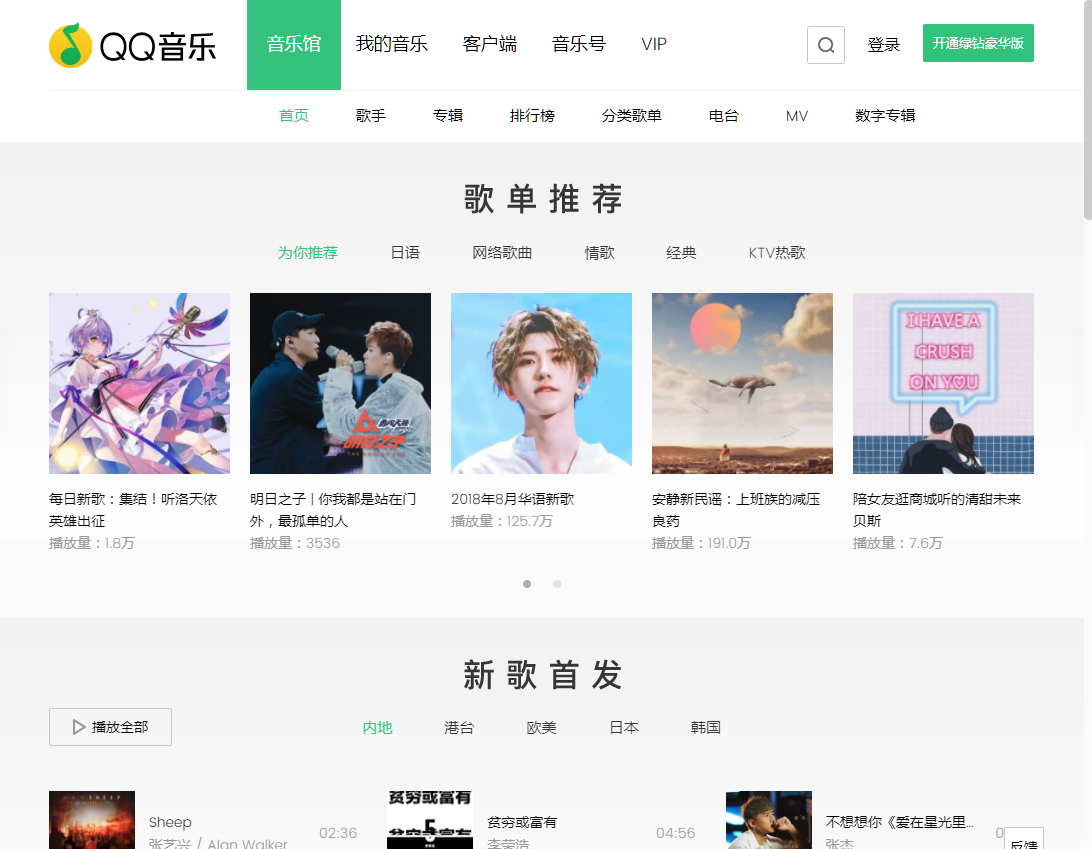 QQ音乐
音乐馆 我的音乐 客户端 音乐号 VIP 登录 开通绿钻豪华版
首页 歌手 专辑 排行榜 分类歌单 电台 MV 数字专辑
歌单推荐
为你推荐 日语 网络歌曲 情歌 经典 KTV热歌
明日之子
I HAVE A
CRUSH
ON YOU
每日新歌：集结！听洛天依
英雄出征
播放量：1.8万
明日之子 | 你我都是站在门
外，最孤单的人
播放量：3536
2018年8月华语新歌
播放量：125.7万
安静新民谣：上班族的减压
良药
播放量：191.0万
陪女友逛商城听的清甜未来
贝斯
播放量：7.6万
新歌首发
播放全部
内地 港台 欧美 日本 韩国
SHEEP
Sheep
张艺兴 / Alan Walker
02:36
贫穷或富有
5
贫穷或富有
李荣浩
04:56
不想想你《爱在星光里...
张杰
0
反馈